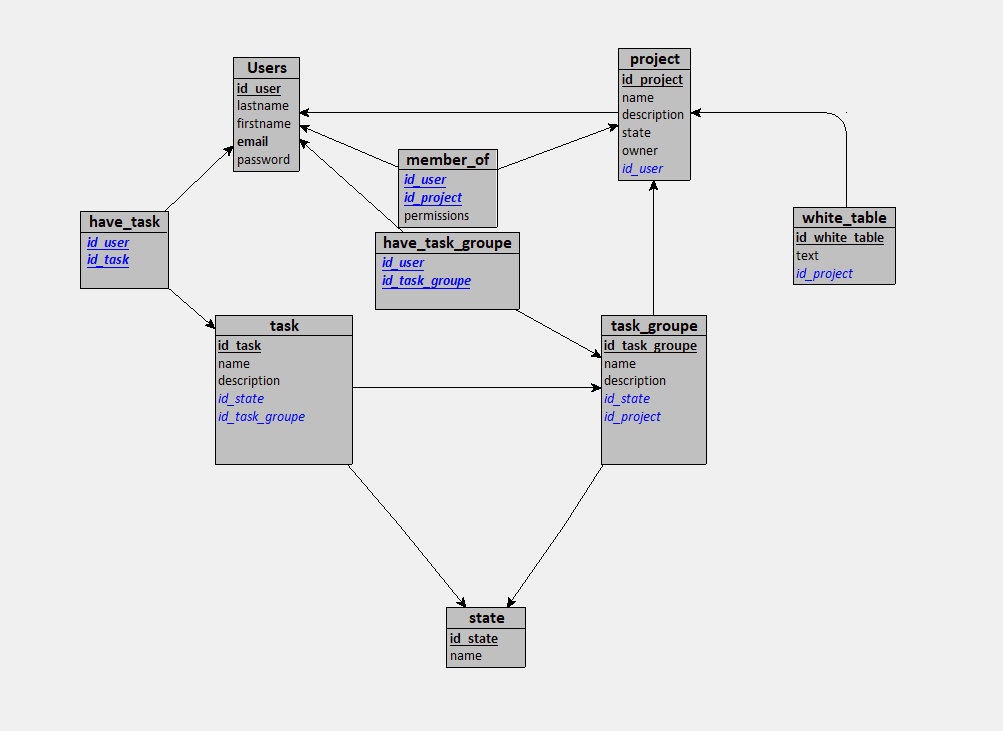 Users
id_user
lastname
firstname
email
password
project
id_project
name
description
state
owner
id_user
member_of
id_user
id_project
permissions
have_task
id_user
id_task
have_task_groupe
id_user
id_task_groupe
white_table
id_white_table
text
id_project
task
id_task
name
description
id_state
id_task_groupe
task_groupe
id_task_groupe
name
description
id_state
id_project
state
id_state
name